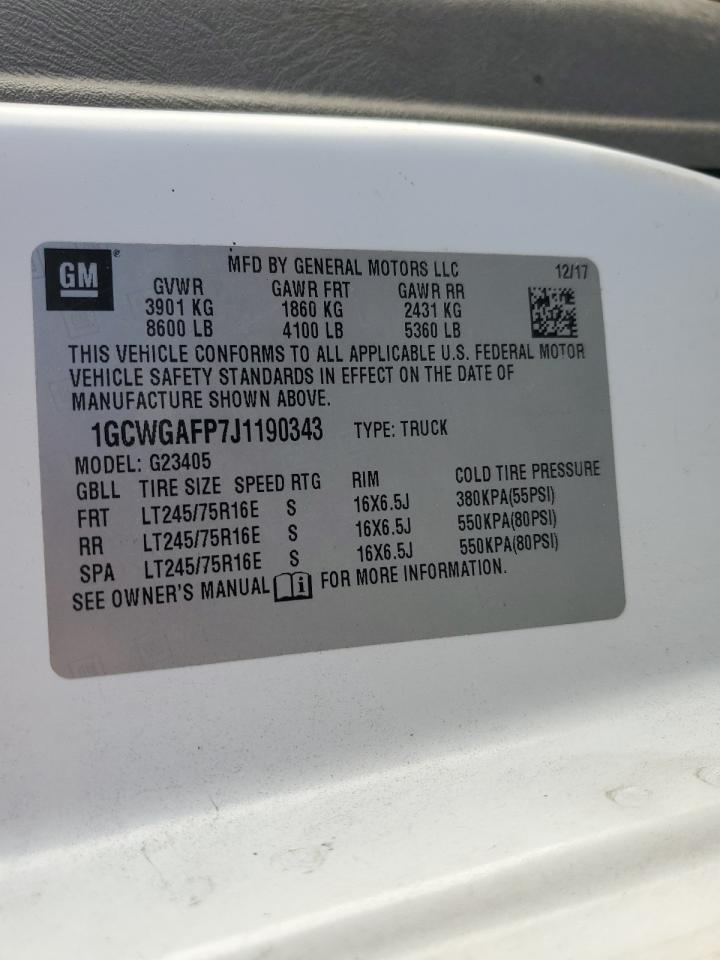 GM
®
MFD BY GENERAL MOTORS LLC 12/17
GVWR GAWR FRT GAWR RR
3901 KG 1860 KG 2431 KG
8600 LB 4100 LB 5360 LB
THIS VEHICLE CONFORMS TO ALL APPLICABLE U.S. FEDERAL MOTOR
VEHICLE SAFETY STANDARDS IN EFFECT ON THE DATE OF
MANUFACTURE SHOWN ABOVE.
1GCWGAFP7J1190343 TYPE: TRUCK
MODEL: G23405
GBLL TIRE SIZE SPEED RTG RIM COLD TIRE PRESSURE
FRT LT245/75R16E S 16X6.5J 380KPA(55PSI)
RR LT245/75R16E S 16X6.5J 550KPA(80PSI)
SPA LT245/75R16E S 16X6.5J 550KPA(80PSI)
SEE OWNER'S MANUAL i FOR MORE INFORMATION.